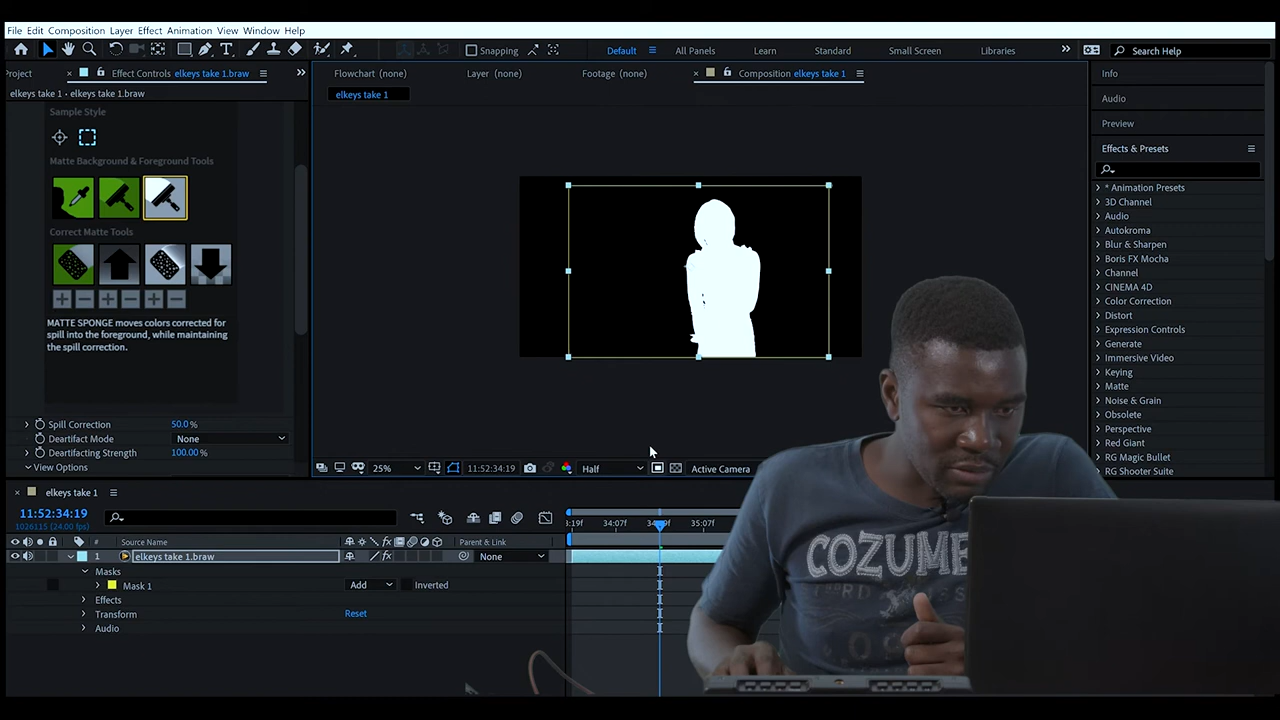 File Edit Composition Layer Effect Animation View Window Help
Snapping Default All Panels Learn Standard Small Screen Libraries Search Help
Project Effect Controls elkeys take 1.braw Flowchart (none) Layer (none) Footage (none) Composition elkeys take 1 Info
elkeys take 1 • elkeys take 1.braw elkeys take 1 Audio
Sample Style
Preview
Effects & Presets
Matte Background & Foreground Tools
* Animation Presets
3D Channel
Audio
Autokroma
Correct Matte Tools
Blur & Sharpen
Boris FX Mocha
Channel
CINEMA 4D
Color Correction
MATTE SPONGE moves colors corrected for
spill into the foreground, while maintaining
the spill correction.
Distort
Expression Controls
Generate
Immersive Video
Keying
Matte
Noise & Grain
Obsolete
Perspective
Red Giant
RG Magic Bullet
RG Shooter Suite
Spill Correction 50.0 %
Deartifact Mode None
Deartifacting Strength 100.00 %
View Options
25% 11:52:34:19 Half Active Camera
elkeys take 1
11:52:34:19
1026115 (24.00 fps)
:19f 34:07f 35:07f
# Source Name Parent & Link
1 elkeys take 1.braw None
Masks
Mask 1 Add Inverted
Effects
Transform Reset
Audio
COZUME